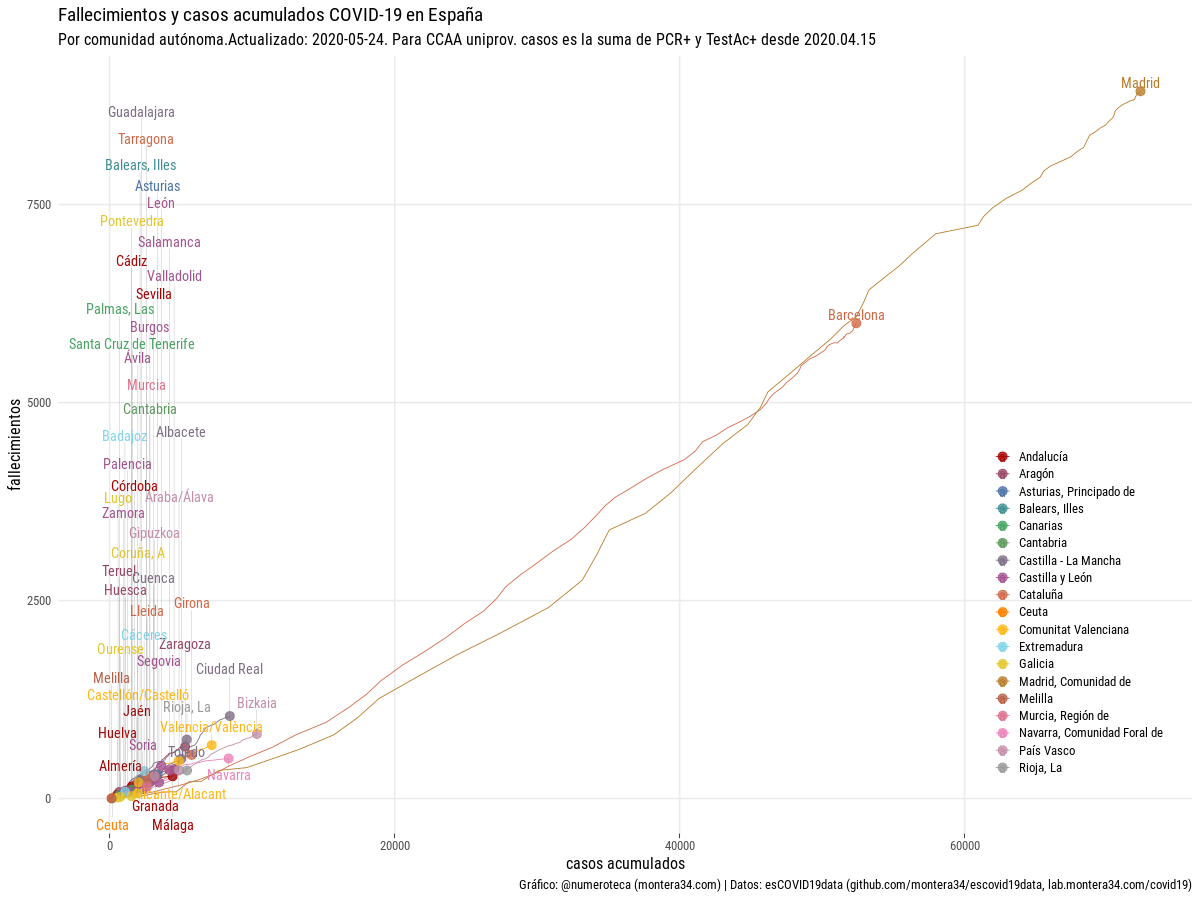 Fallecimientos y casos acumulados COVID-19 en España
Por comunidad autónoma.Actualizado: 2020-05-24. Para CCAA uniprov. casos es la suma de PCR+ y TestAc+ desde 2020.04.15
Madrid
Guadalajara
Tarragona
Balears, Illes
Asturias
León
7500
Pontevedra
Salamanca
Cádiz
Valladolid
Sevilla
Palmas, Las
Barcelona
Burgos
Santa Cruz de Tenerife
Ávila
Murcia
5000
Cantabria
Badajoz
Albacete
Palencia
Córdoba
Lugo
Araba/Álava
Zamora
Gipuzkoa
Coruña, A
Teruel
Cuenca
Huesca
2500
Girona
Lleida
Cáceres
Ourense
Zaragoza
Segovia
Ciudad Real
Melilla
Castellón/Castelló
Rioja, La
Bizkaia
Jaén
Valencia/València
Huelva
Soria
Toledo
Almería
Navarra
0
Alicante/Alacant
Granada
Ceuta
Málaga
fallecimientos
Andalucía
Aragón
Asturias, Principado de
Balears, Illes
Canarias
Cantabria
Castilla - La Mancha
Castilla y León
Cataluña
Ceuta
Comunitat Valenciana
Extremadura
Galicia
Madrid, Comunidad de
Melilla
Murcia, Región de
Navarra, Comunidad Foral de
País Vasco
Rioja, La
0
20000
40000
60000
casos acumulados
Gráfico: @numeroteca (montera34.com) | Datos: esCOVID19data (github.com/montera34/escovid19data, lab.montera34.com/covid19)